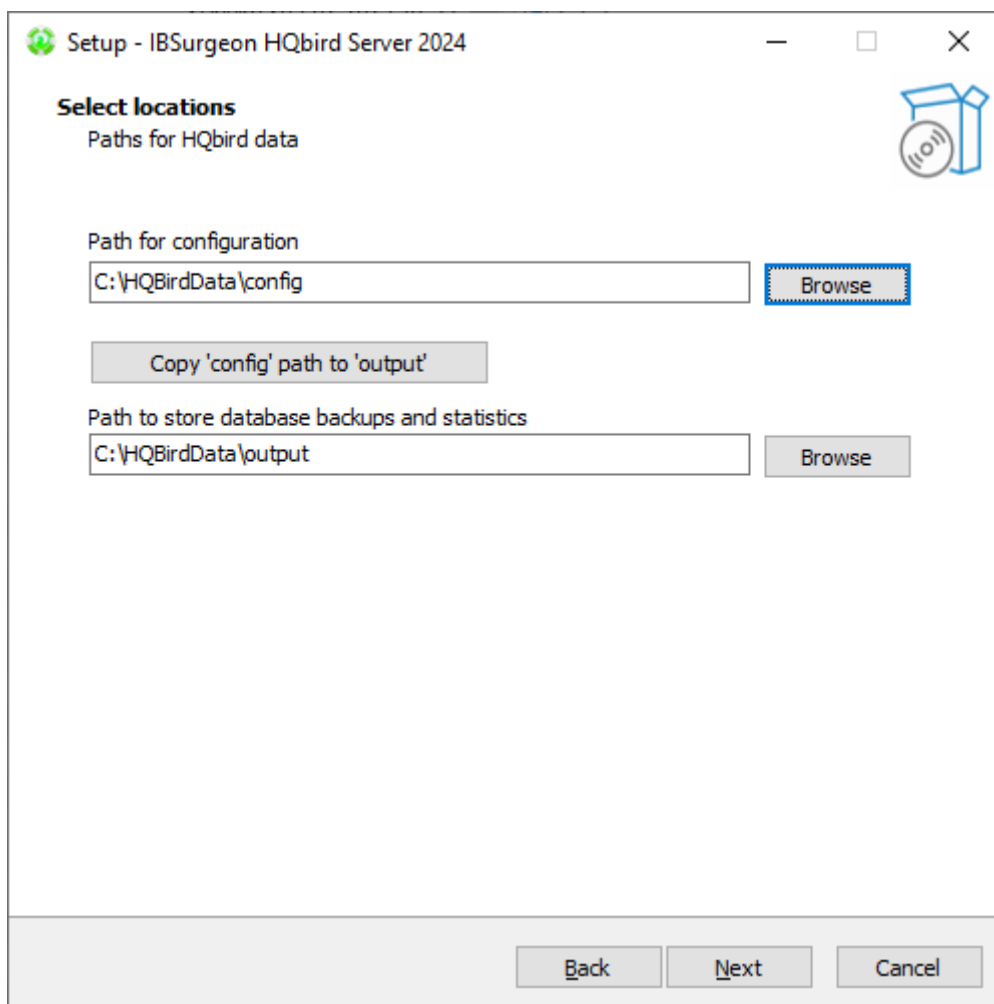 Setup - IBSurgeon HQbird Server 2024
Select locations
Paths for HQbird data
Path for configuration
C:\HQBirdData\config
Browse
Copy 'config' path to 'output'
Path to store database backups and statistics
C:\HQBirdData\output
Browse
Back
Next
Cancel